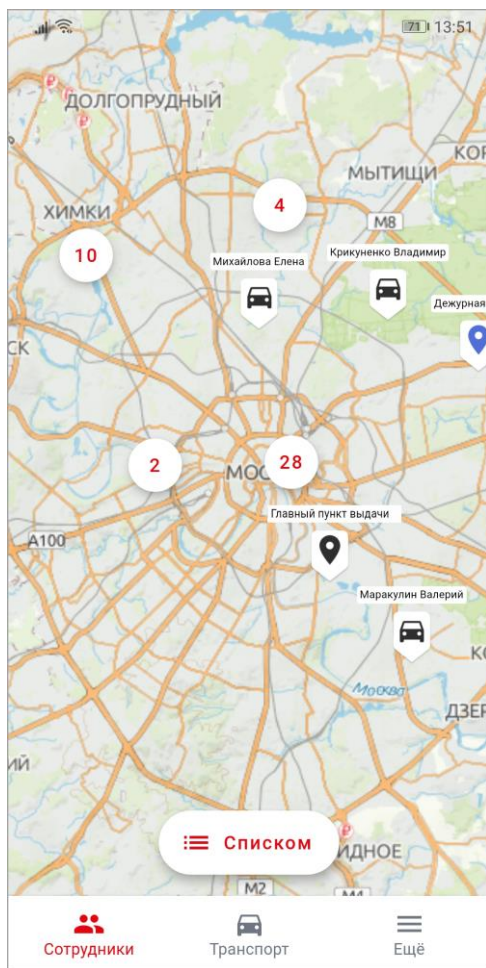 71 13:51
ДОЛГОПРУДНЫЙ
КОР
МЫТИЩИ
ХИМКИ
4
М8
10
Михайлова Елена
Крикуненко Владимир
Дежурная
СК
2
МОС
28
Главный пункт выдачи
А100
Маракулин Валерий
КО
Москва
ДЗЕР
ИЙ
Списком
ИДНОЕ
М2
М4
Сотрудники
Транспорт
Ещё